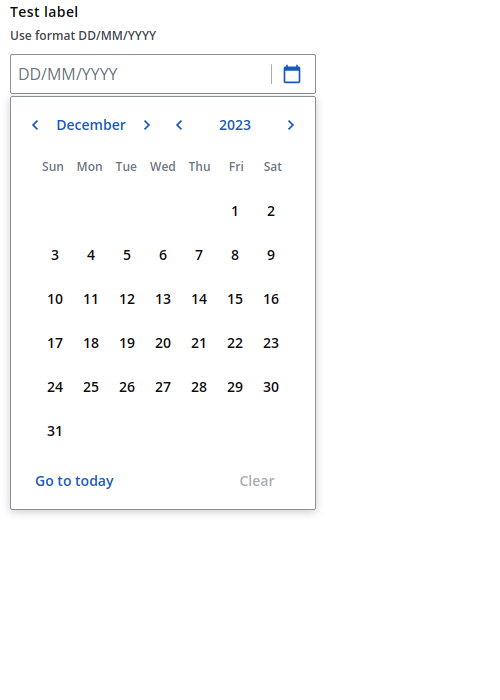 Test label
Use format DD/MM/YYYY
DD/MM/YYYY
December 2023
Sun Mon Tue Wed Thu Fri Sat
1 2
3 4 5 6 7 8 9
10 11 12 13 14 15 16
17 18 19 20 21 22 23
24 25 26 27 28 29 30
31
Go to today Clear